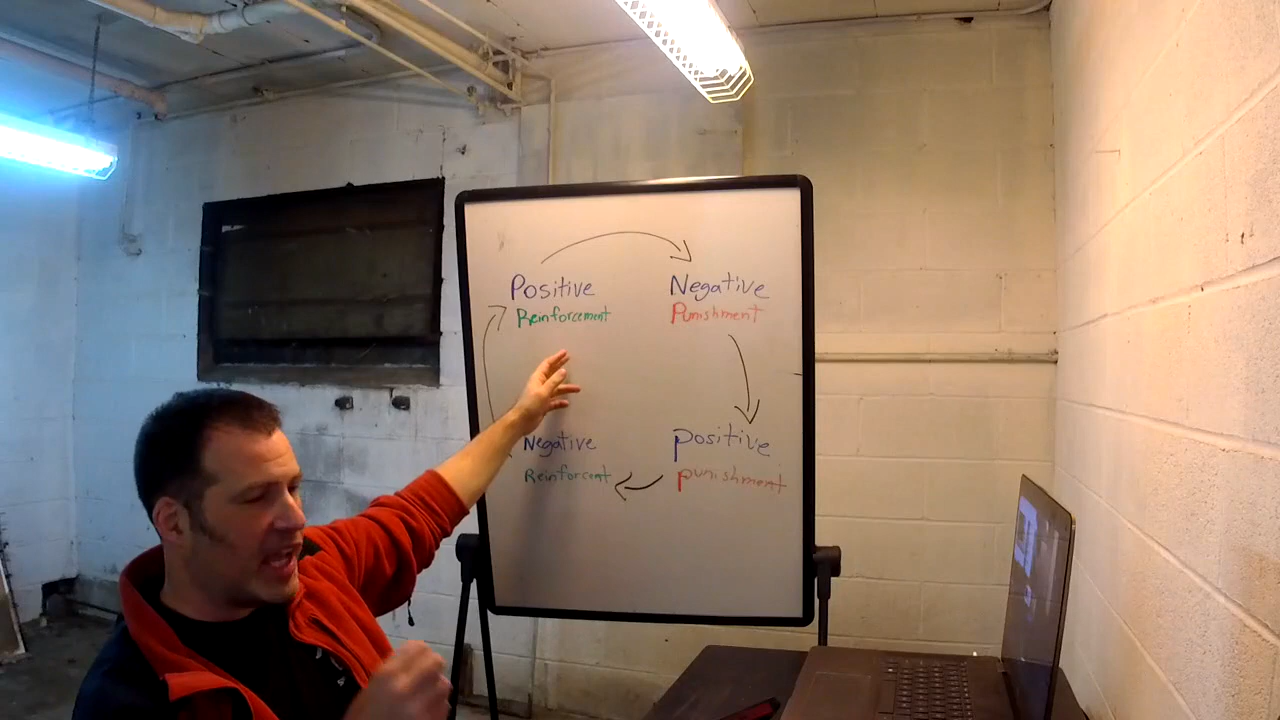 Positive
Reinforcement
Negative
Punishment
Negative
Reinforcent
positive
punishment